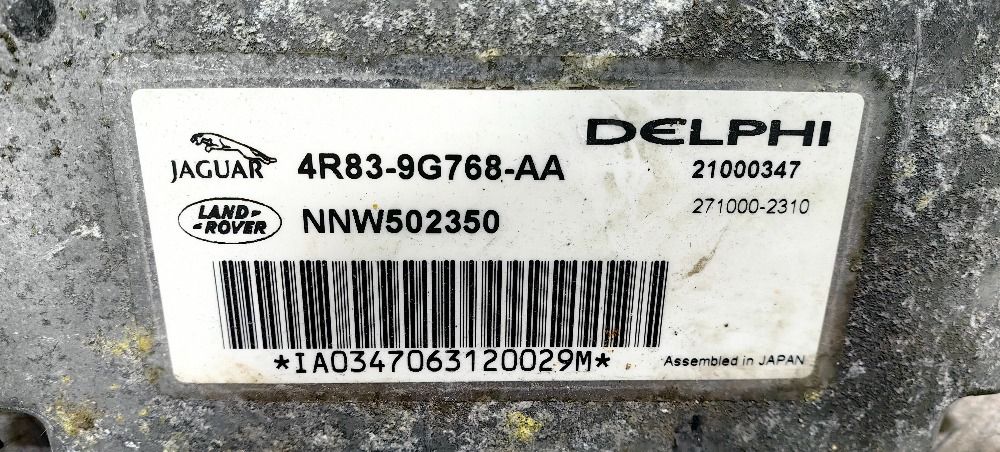 JAGUAR 4R83-9G768-AA
LAND-
-ROVER NNW502350
DELPHI
21000347
271000-2310
*IA0347063120029M*
Assembled in JAPAN